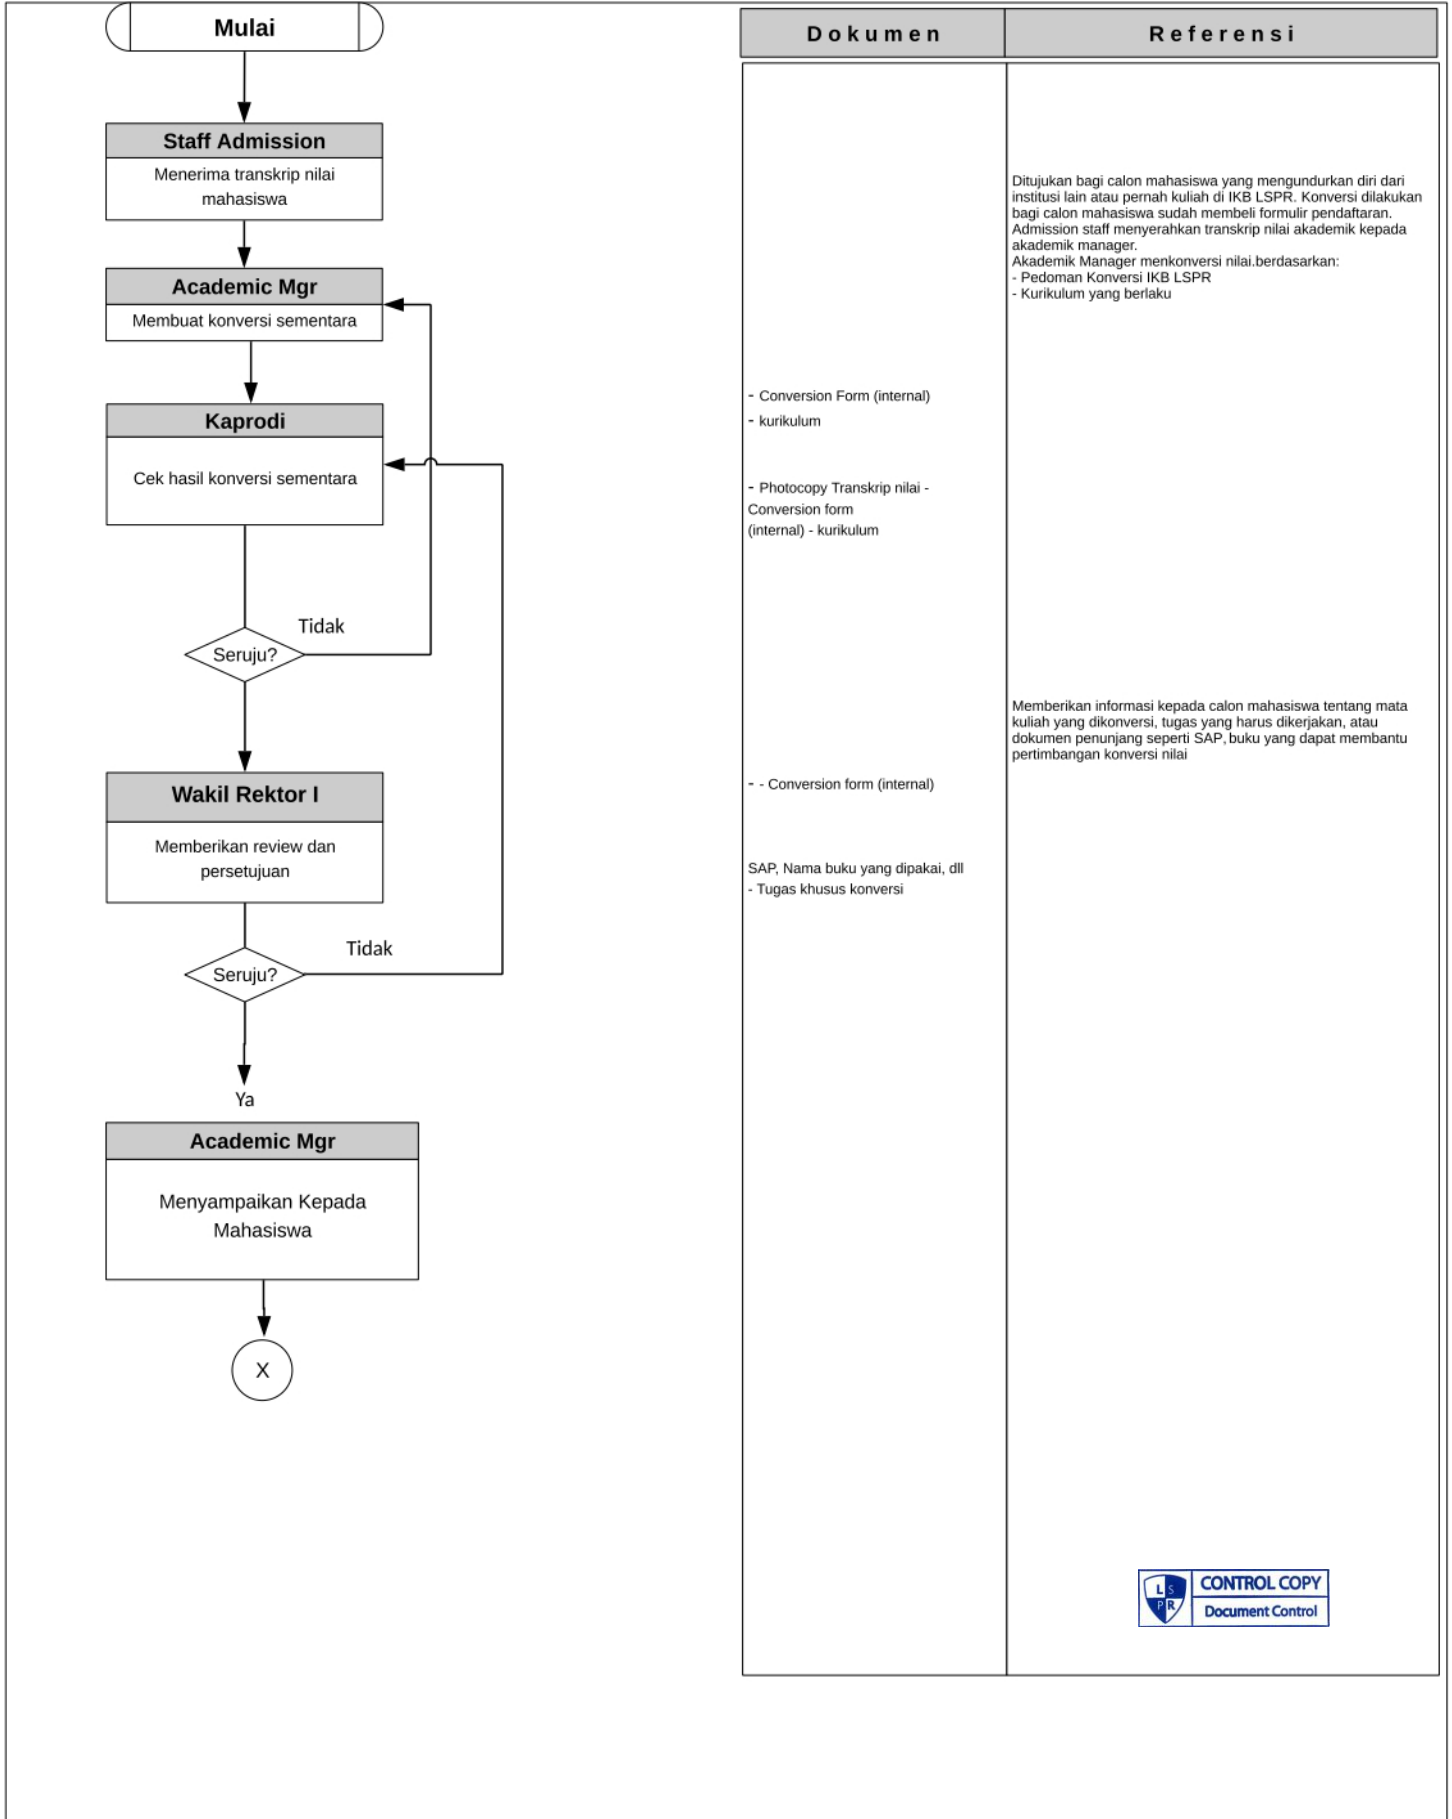 Mulai
Staff Admission
Menerima transkrip nilai
mahasiswa
Academic Mgr
Membuat konversi sementara
Kaprodi
Cek hasil konversi sementara
Tidak
Seruju?
Wakil Rektor I
Memberikan review dan
persetujuan
Tidak
Seruju?
Ya
Academic Mgr
Menyampaikan Kepada
Mahasiswa
X
Dokumen
Referensi
- Conversion Form (internal)
- kurikulum
- Photocopy Transkrip nilai -
Conversion form
(internal) - kurikulum
- - Conversion form (internal)
SAP, Nama buku yang dipakai, dll
- Tugas khusus konversi
Ditujukan bagi calon mahasiswa yang mengundurkan diri dari
institusi lain atau pernah kuliah di IKB LSPR. Konversi dilakukan
bagi calon mahasiswa sudah membeli formulir pendaftaran.
Admission staff menyerahkan transkrip nilai akademik kepada
akademik manager.
Akademik Manager menkonversi nilai.berdasarkan:
- Pedoman Konversi IKB LSPR
- Kurikulum yang berlaku
Memberikan informasi kepada calon mahasiswa tentang mata
kuliah yang dikonversi, tugas yang harus dikerjakan, atau
dokumen penunjang seperti SAP, buku yang dapat membantu
pertimbangan konversi nilai
L S
P R
CONTROL COPY
Document Control